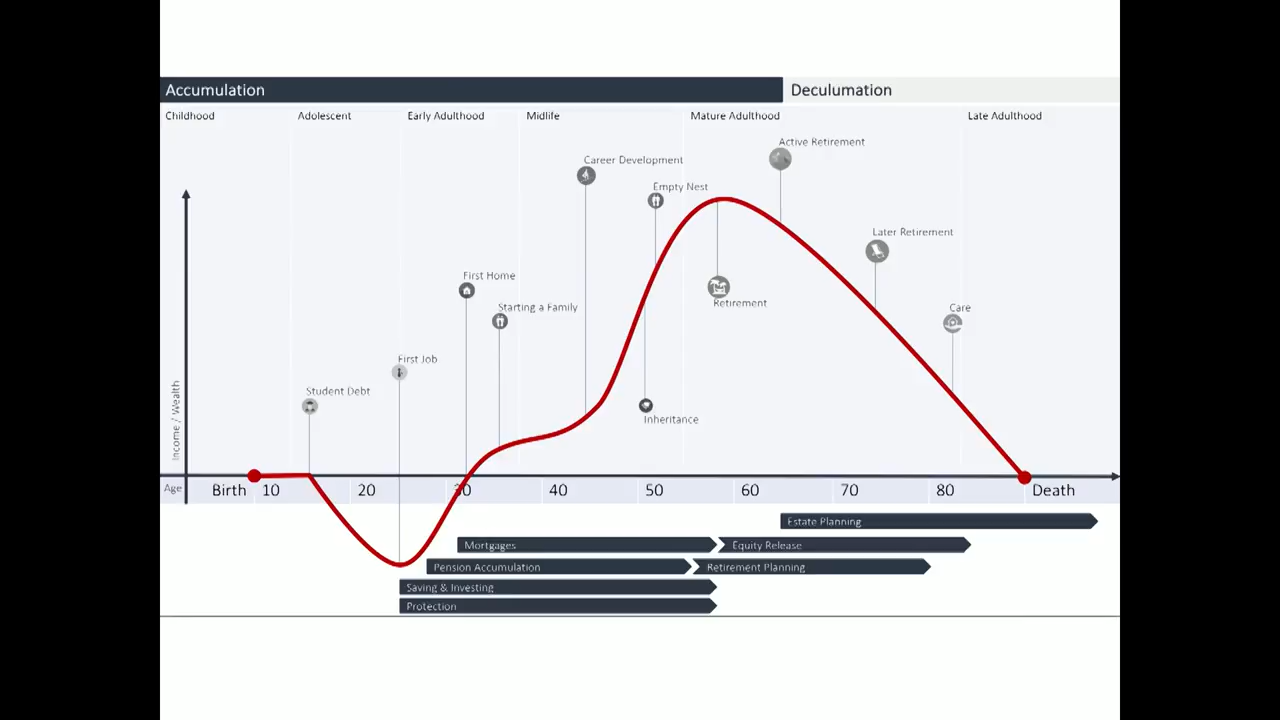 Accumulation
Deculumation
Childhood
Adolescent
Early Adulthood
Midlife
Mature Adulthood
Late Adulthood
Active Retirement
Career Development
Empty Nest
Later Retirement
First Home
Retirement
Starting a Family
Care
First Job
Student Debt
Inheritance
Income / Wealth
Age
Birth
10
20
30
40
50
60
70
80
Death
Estate Planning
Mortgages
Equity Release
Pension Accumulation
Retirement Planning
Saving & Investing
Protection